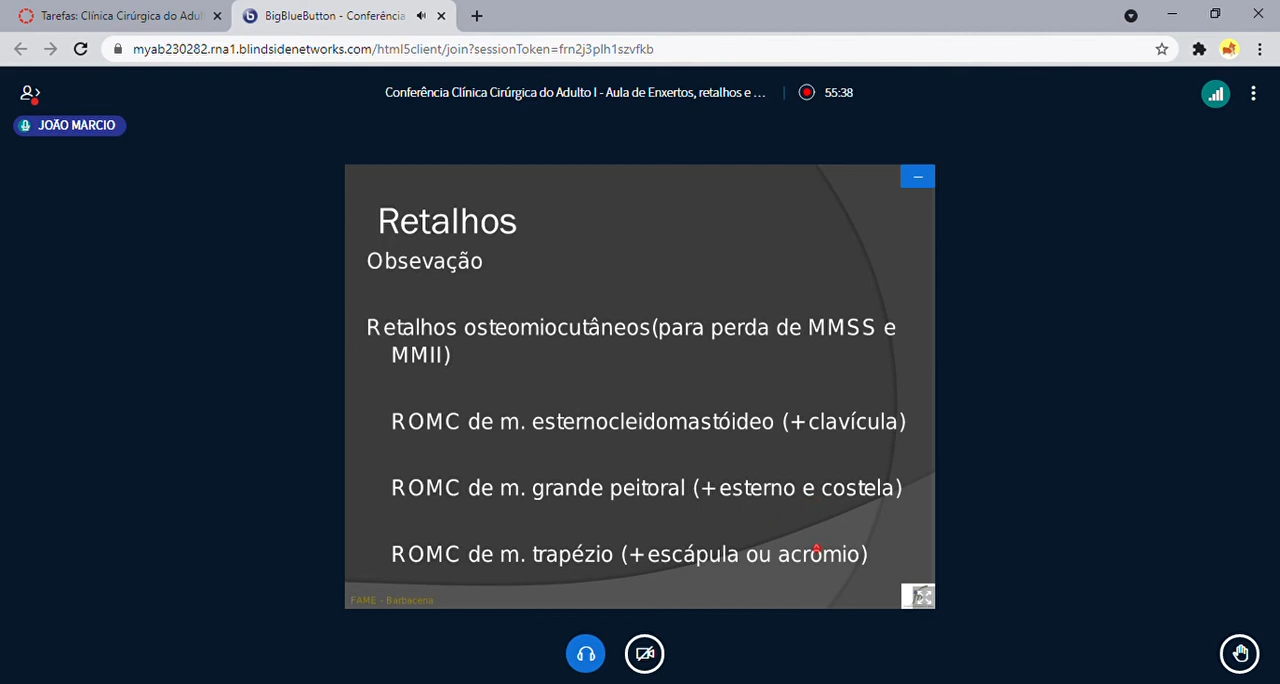 Tarefas: Clínica Cirúrgica do Adul
BigBlueButton - Conferência
myab230282.rna1.blindsidenetworks.com/html5client/join?sessionToken=frn2j3plh1szvfkb
Conferência Clínica Cirúrgica do Adulto I - Aula de Enxertos, retalhos e ...
55:38
JOÃO MARCIO
Retalhos
Obsevação
Retalhos osteomiocutâneos(para perda de MMSS e
MMII)
ROMC de m. esternocleidomastóideo (+clavícula)
ROMC de m. grande peitoral (+esterno e costela)
ROMC de m. trapézio (+escápula ou acrômio)
FAME - Barbacena